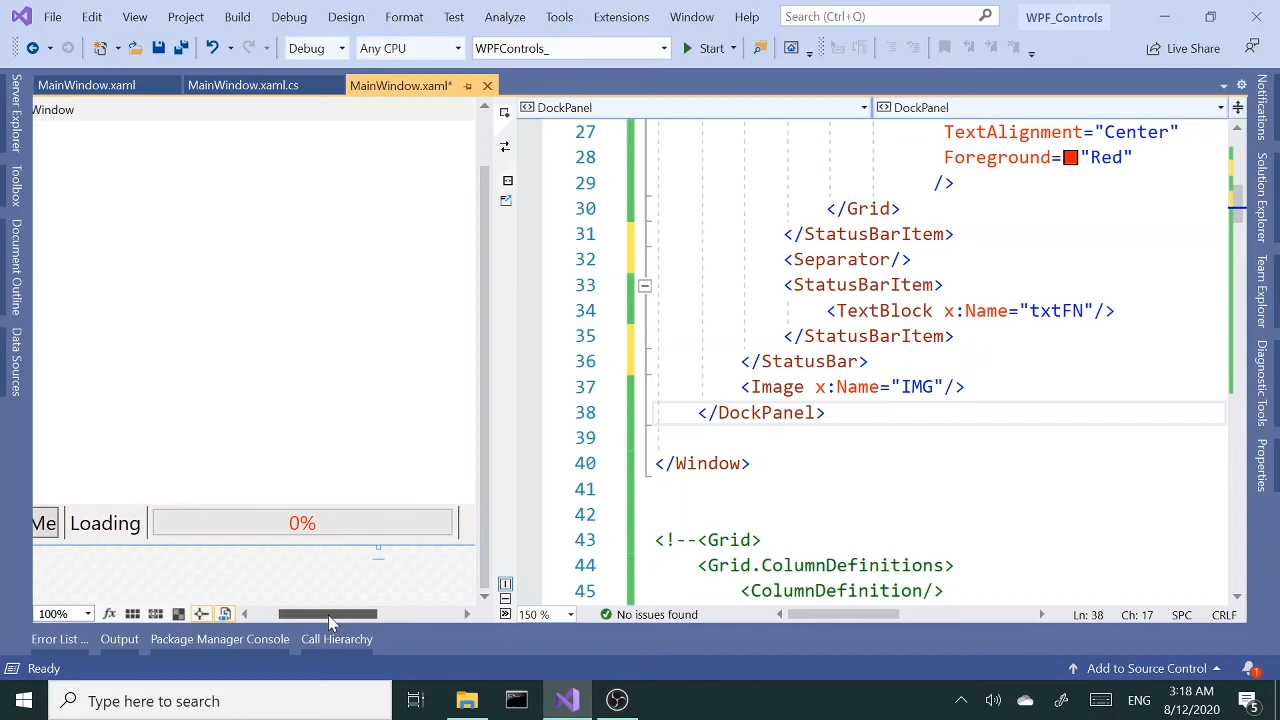 File Edit View Project Build Debug Design Format Test Analyze Tools Extensions Window Help Search (Ctrl+Q) WPF_Controls
Debug Any CPU WPFControls_ Start Live Share
MainWindow.xaml MainWindow.xaml.cs MainWindow.xaml*
Server Explorer
Toolbox
Document Outline
Data Sources
Window
DockPanel DockPanel
27 TextAlignment="Center"
28 Foreground="Red"
29 />
30 </Grid>
31 </StatusBarItem>
32 <Separator/>
33 <StatusBarItem>
34 <TextBlock x:Name="txtFN"/>
35 </StatusBarItem>
36 </StatusBar>
37 <Image x:Name="IMG"/>
38 </DockPanel>
39
40 </Window>
41
42
43 <!--<Grid>
44 <Grid.ColumnDefinitions>
45 <ColumnDefinition/>
Me Loading 0%
Notifications
Solution Explorer
Team Explorer
Diagnostic Tools
Properties
100% fx 150 % No issues found Ln: 38 Ch: 17 SPC CRLF
Error List ... Output Package Manager Console Call Hierarchy
Ready Add to Source Control 1
Type here to search ENG
:18 AM
8/12/2020
5